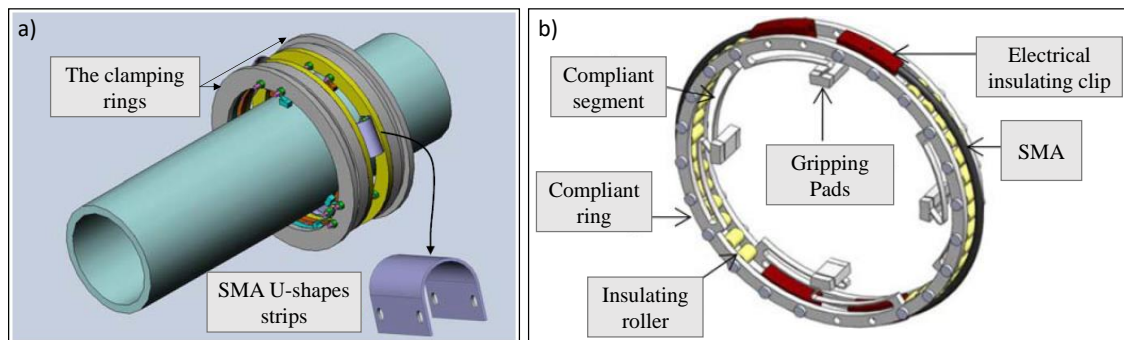 a)
The clamping
rings
SMA U-shapes
strips
b)
Compliant
segment
Electrical
insulating clip
Gripping
Pads
SMA
Compliant
ring
Insulating
roller